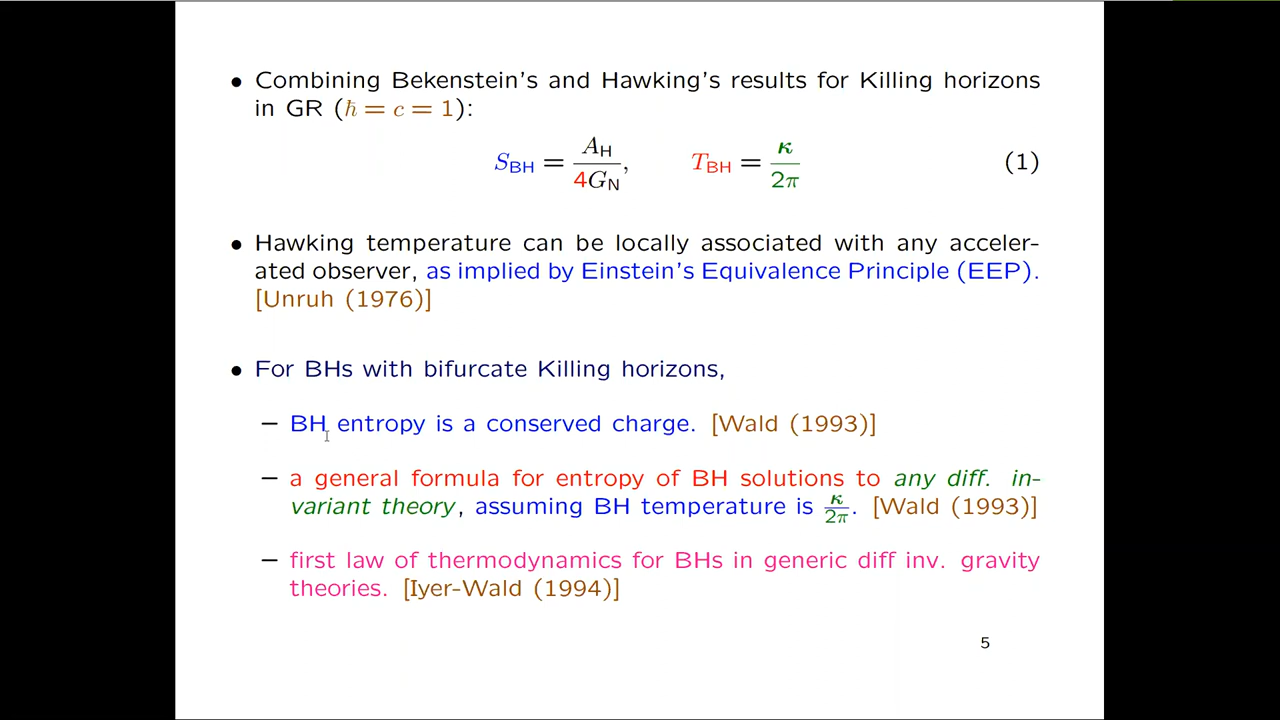 • Combining Bekenstein's and Hawking's results for Killing horizons
in GR (ħ = c = 1):
S_BH = A_H / 4G_N, T_BH = κ / 2π (1)
• Hawking temperature can be locally associated with any acceler-
ated observer, as implied by Einstein's Equivalence Principle (EEP).
[Unruh (1976)]
• For BHs with bifurcate Killing horizons,
– BH entropy is a conserved charge. [Wald (1993)]
– a general formula for entropy of BH solutions to any diff. in-
variant theory, assuming BH temperature is κ/2π. [Wald (1993)]
– first law of thermodynamics for BHs in generic diff inv. gravity
theories. [Iyer-Wald (1994)]
5